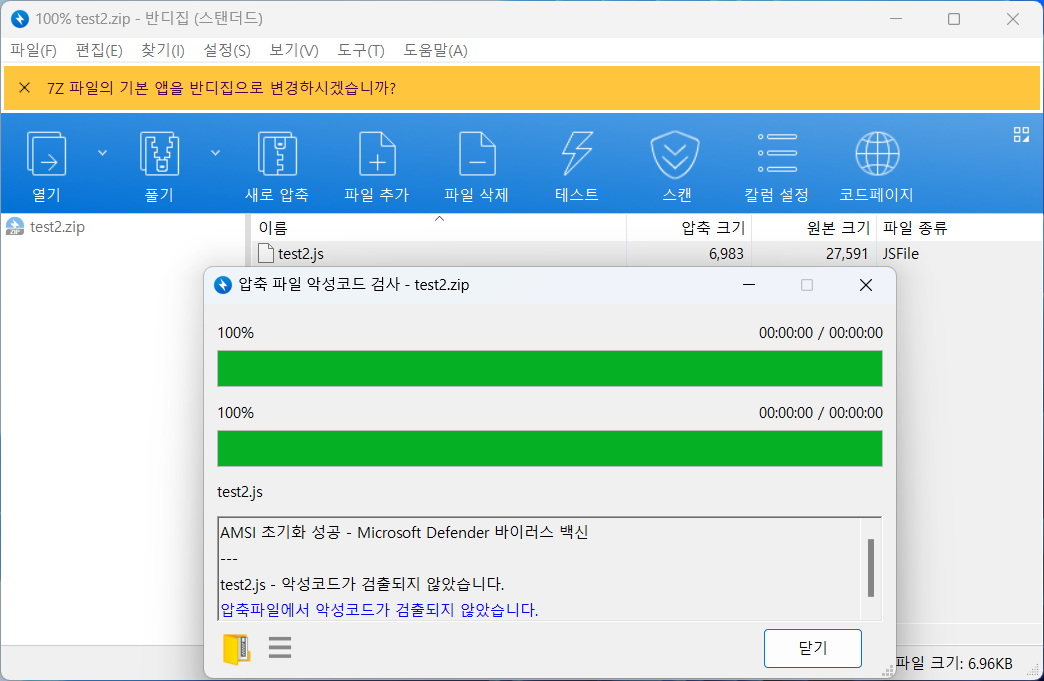 100% test2.zip - 반디집 (스탠더드)
파일(F) 편집(E) 찾기(I) 설정(S) 보기(V) 도구(T) 도움말(A)
7Z 파일의 기본 앱을 반디집으로 변경하시겠습니까?
열기 풀기 새로 압축 파일 추가 파일 삭제 테스트 스캔 칼럼 설정 코드페이지
test2.zip
이름 압축 크기 원본 크기 파일 종류
test2.js 6,983 27,591 JSFile
압축 파일 악성코드 검사 - test2.zip
100% 00:00:00 / 00:00:00
100% 00:00:00 / 00:00:00
test2.js
AMSI 초기화 성공 - Microsoft Defender 바이러스 백신
---
test2.js - 악성코드가 검출되지 않았습니다.
압축파일에서 악성코드가 검출되지 않았습니다.
닫기
파일 크기: 6.96KB